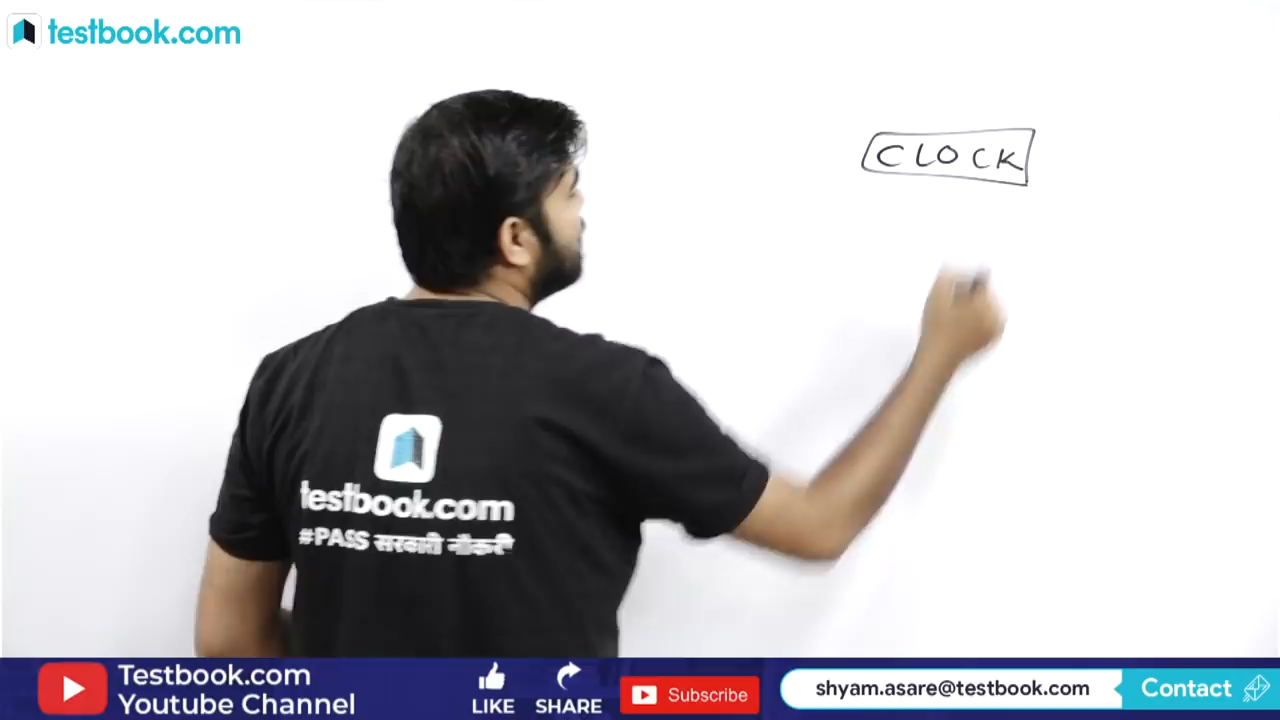 testbook.com
CLOCK
testbook.com
#PASS सरकारी नौकरी
Testbook.com
Youtube Channel
LIKE
SHARE
Subscribe
shyam.asare@testbook.com
Contact